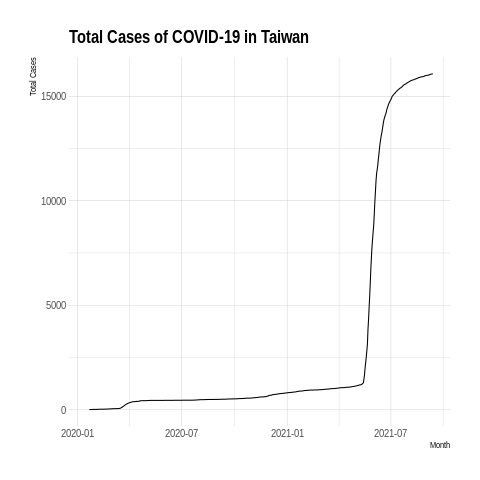 Total Cases of COVID-19 in Taiwan
Total Cases
15000
10000
5000
0
2020-01 2020-07 2021-01 2021-07
Month